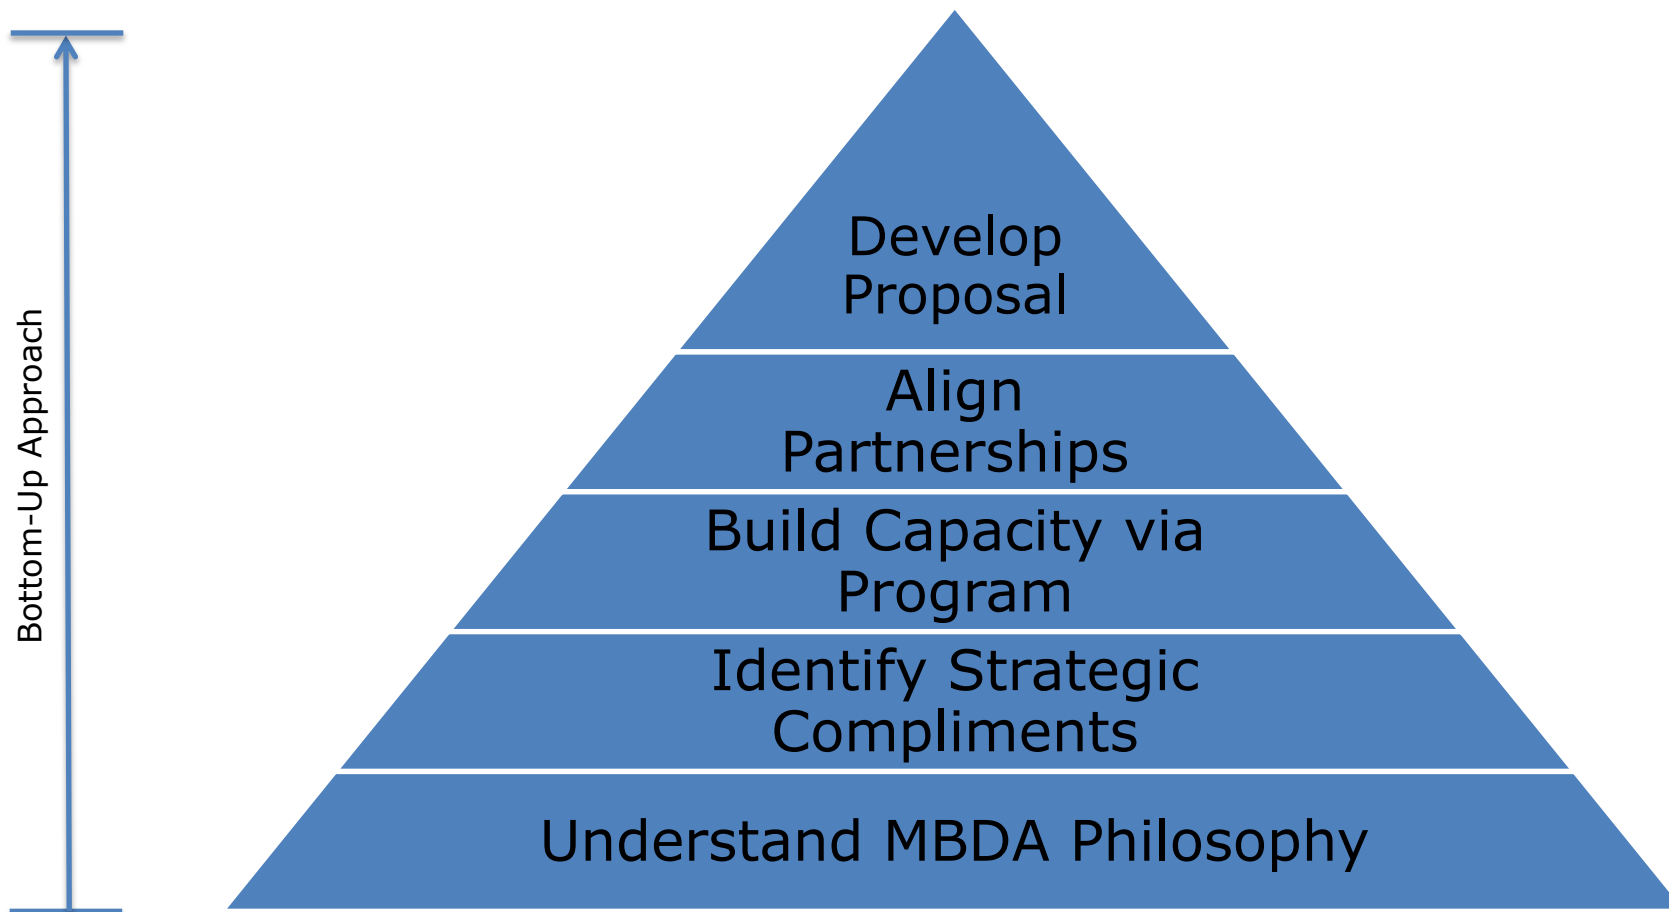 Bottom-Up Approach
Develop
Proposal
Align
Partnerships
Build Capacity via
Program
Identify Strategic
Compliments
Understand MBDA Philosophy